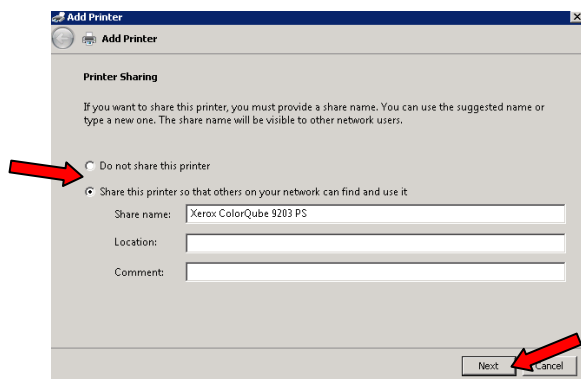 Add Printer
Add Printer
Printer Sharing
If you want to share this printer, you must provide a share name. You can use the suggested name or
type a new one. The share name will be visible to other network users.
Do not share this printer
Share this printer so that others on your network can find and use it
Share name: Xerox ColorQube 9203 PS
Location:
Comment:
Next Cancel